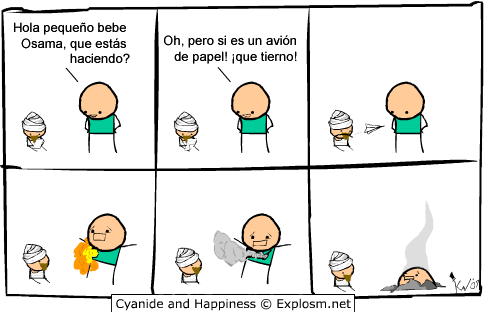 Hola pequeño bebe
Osama, que estás
haciendo?
Oh, pero si es un avión
de papel! ¡que tierno!
Cyanide and Happiness © Explosm.net